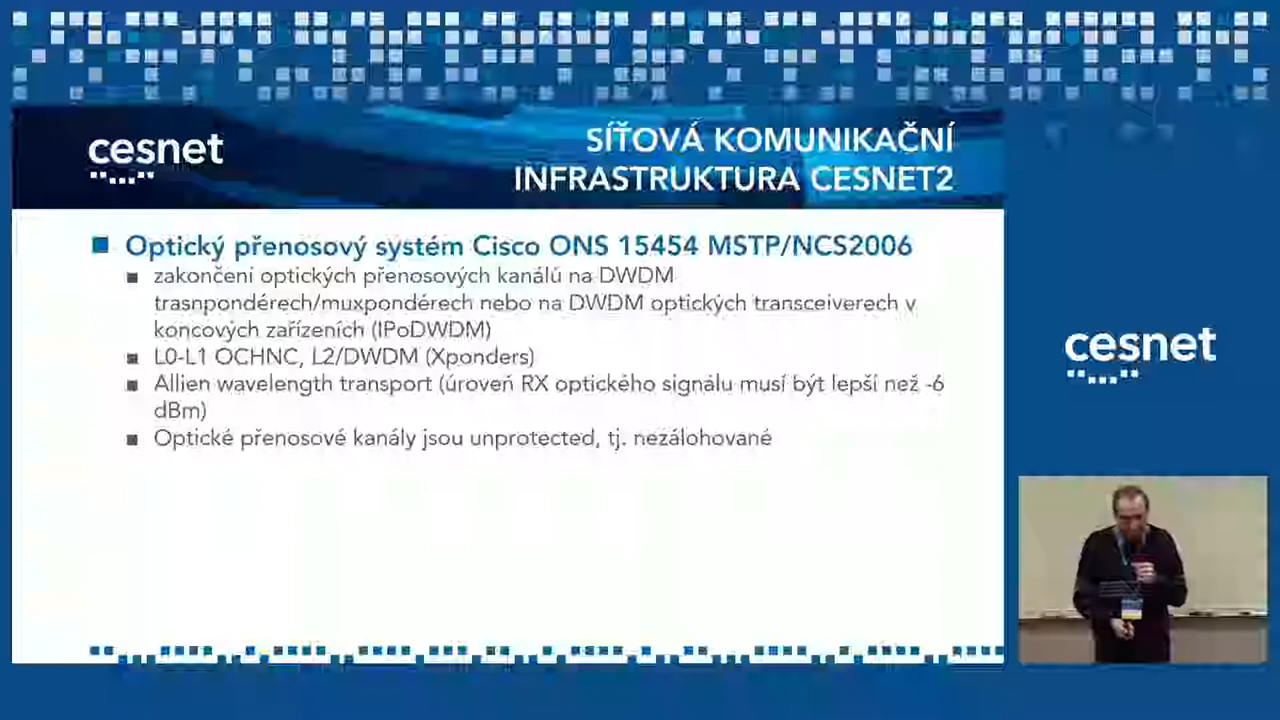 cesnet
SÍŤOVÁ KOMUNIKAČNÍ
INFRASTRUKTURA CESNET2
Optický přenosový systém Cisco ONS 15454 MSTP/NCS2006
zakončení optických přenosových kanálů na DWDM
trasnpondérech/muxpondérech nebo na DWDM optických transceiverech v
koncových zařízeních (IPoDWDM)
L0-L1 OCHNC, L2/DWDM (Xponders)
Allien wavelength transport (úroveň RX optického signálu musí být lepší než -6
dBm)
Optické přenosové kanály jsou unprotected, tj. nezálohované
cesnet